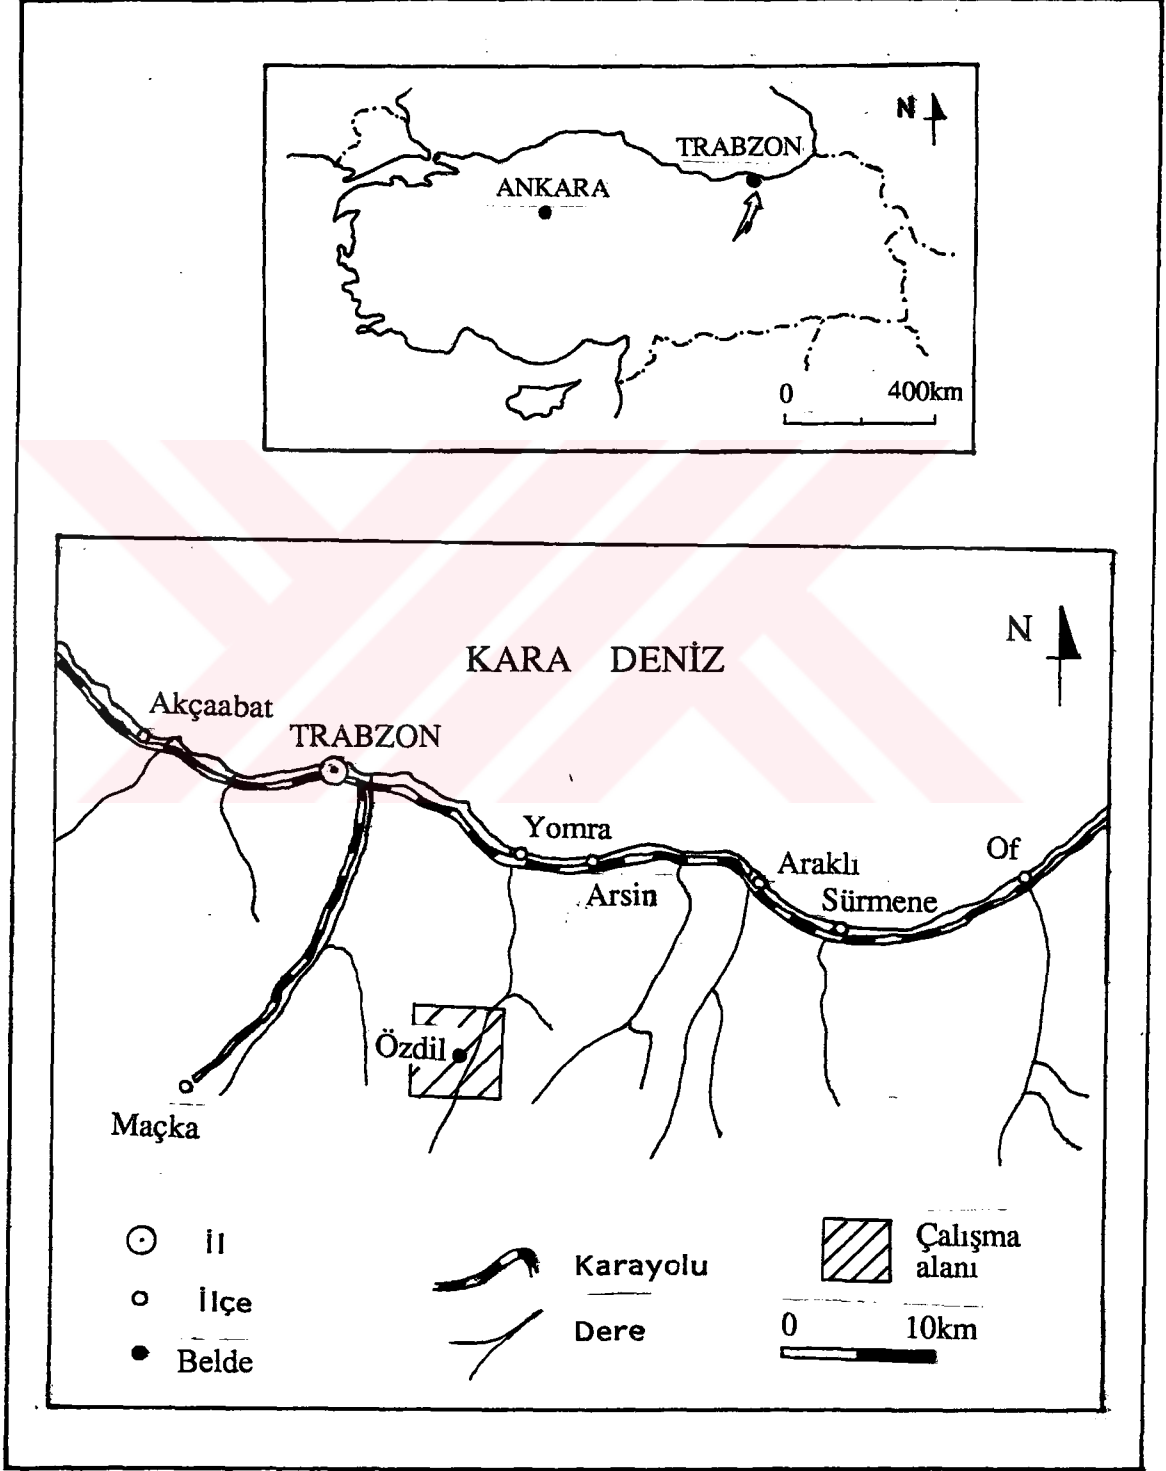 N
TRABZON
ANKARA
0 400km
N
KARA DENİZ
Akçaabat
TRABZON
Yomra
Of
Araklı
Arsin
Sürmene
Özdil
Maçka
İl
İlçe
Belde
Karayolu
Dere
Çalışma
alanı
0 10km